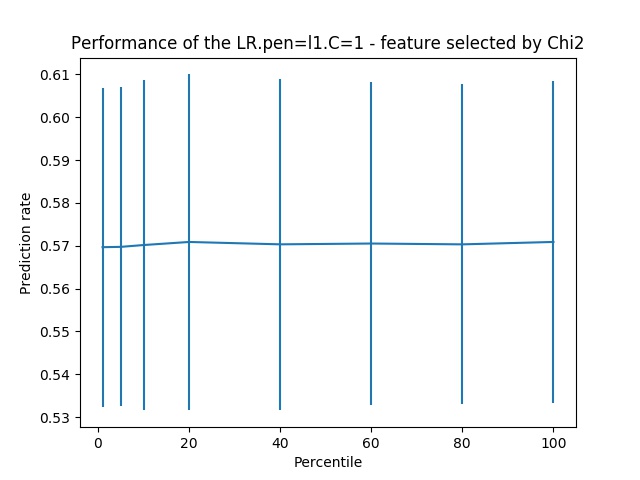 Performance of the LR.pen=l1.C=1 - feature selected by Chi2
0.61
0.60
0.59
0.58
0.57
0.56
0.55
0.54
0.53
Prediction rate
0 20 40 60 80 100
Percentile